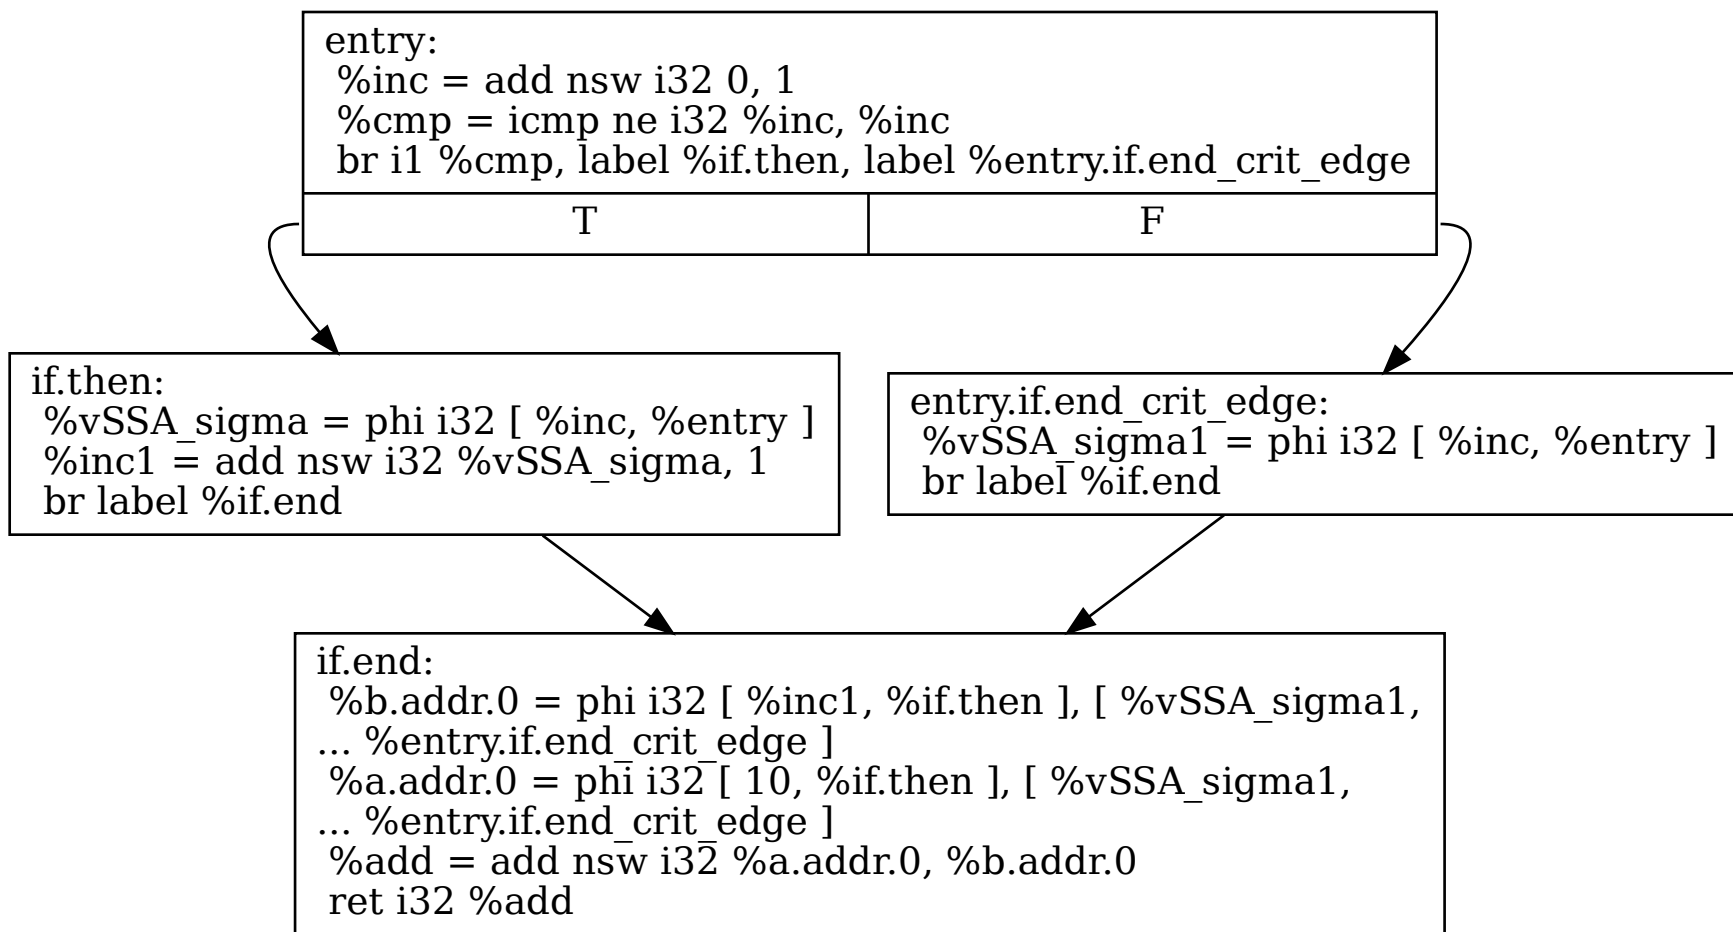 entry:
%inc = add nsw i32 0, 1
%cmp = icmp ne i32 %inc, %inc
br i1 %cmp, label %if.then, label %entry.if.end_crit_edge
T
F
if.then:
%vSSA_sigma = phi i32 [ %inc, %entry ]
%inc1 = add nsw i32 %vSSA_sigma, 1
br label %if.end
entry.if.end_crit_edge:
%vSSA_sigma1 = phi i32 [ %inc, %entry ]
br label %if.end
if.end:
%b.addr.0 = phi i32 [ %inc1, %if.then ], [ %vSSA_sigma1,
... %entry.if.end_crit_edge ]
%a.addr.0 = phi i32 [ 10, %if.then ], [ %vSSA_sigma1,
... %entry.if.end_crit_edge ]
%add = add nsw i32 %a.addr.0, %b.addr.0
ret i32 %add